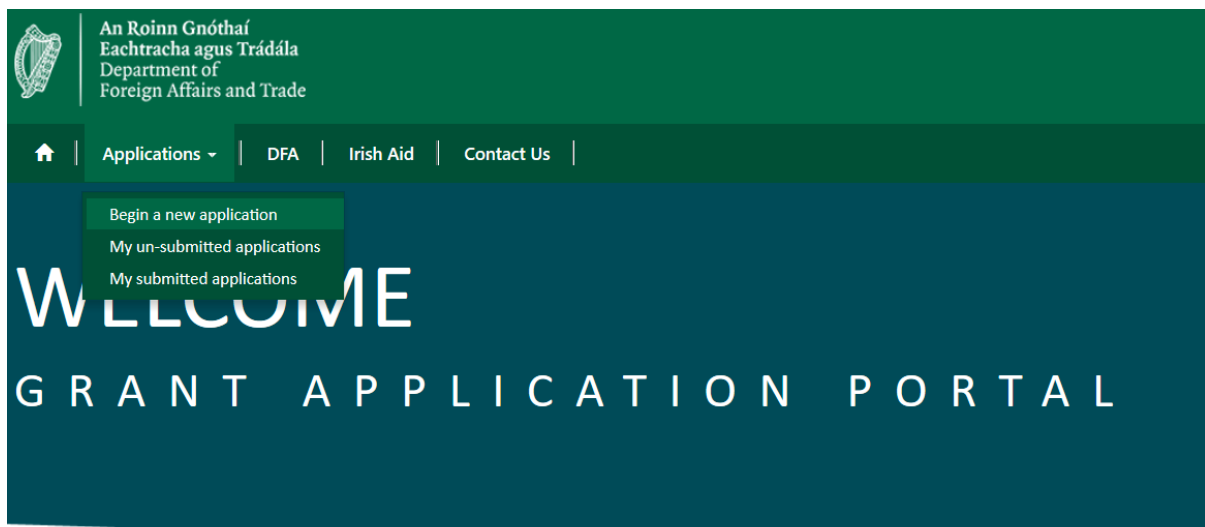 An Roinn Gnóthaí
Eachtracha agus Trádála
Department of
Foreign Affairs and Trade
Applications DFA Irish Aid Contact Us
Begin a new application
My un-submitted applications
My submitted applications
WELCOME
GRANT APPLICATION PORTAL